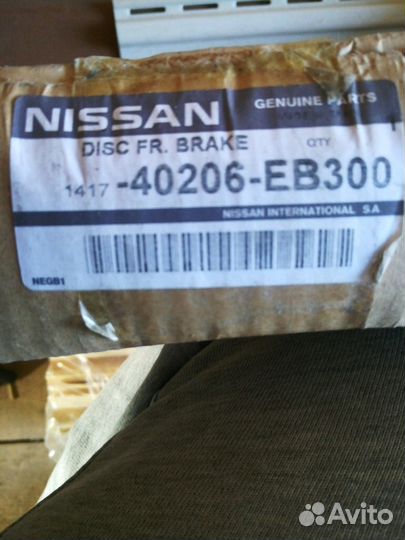 NISSAN
GENUINE PARTS
DISC FR. BRAKE
QTY
1417-40206-EB300
NISSAN INTERNATIONAL SA
NEGB1
Avito